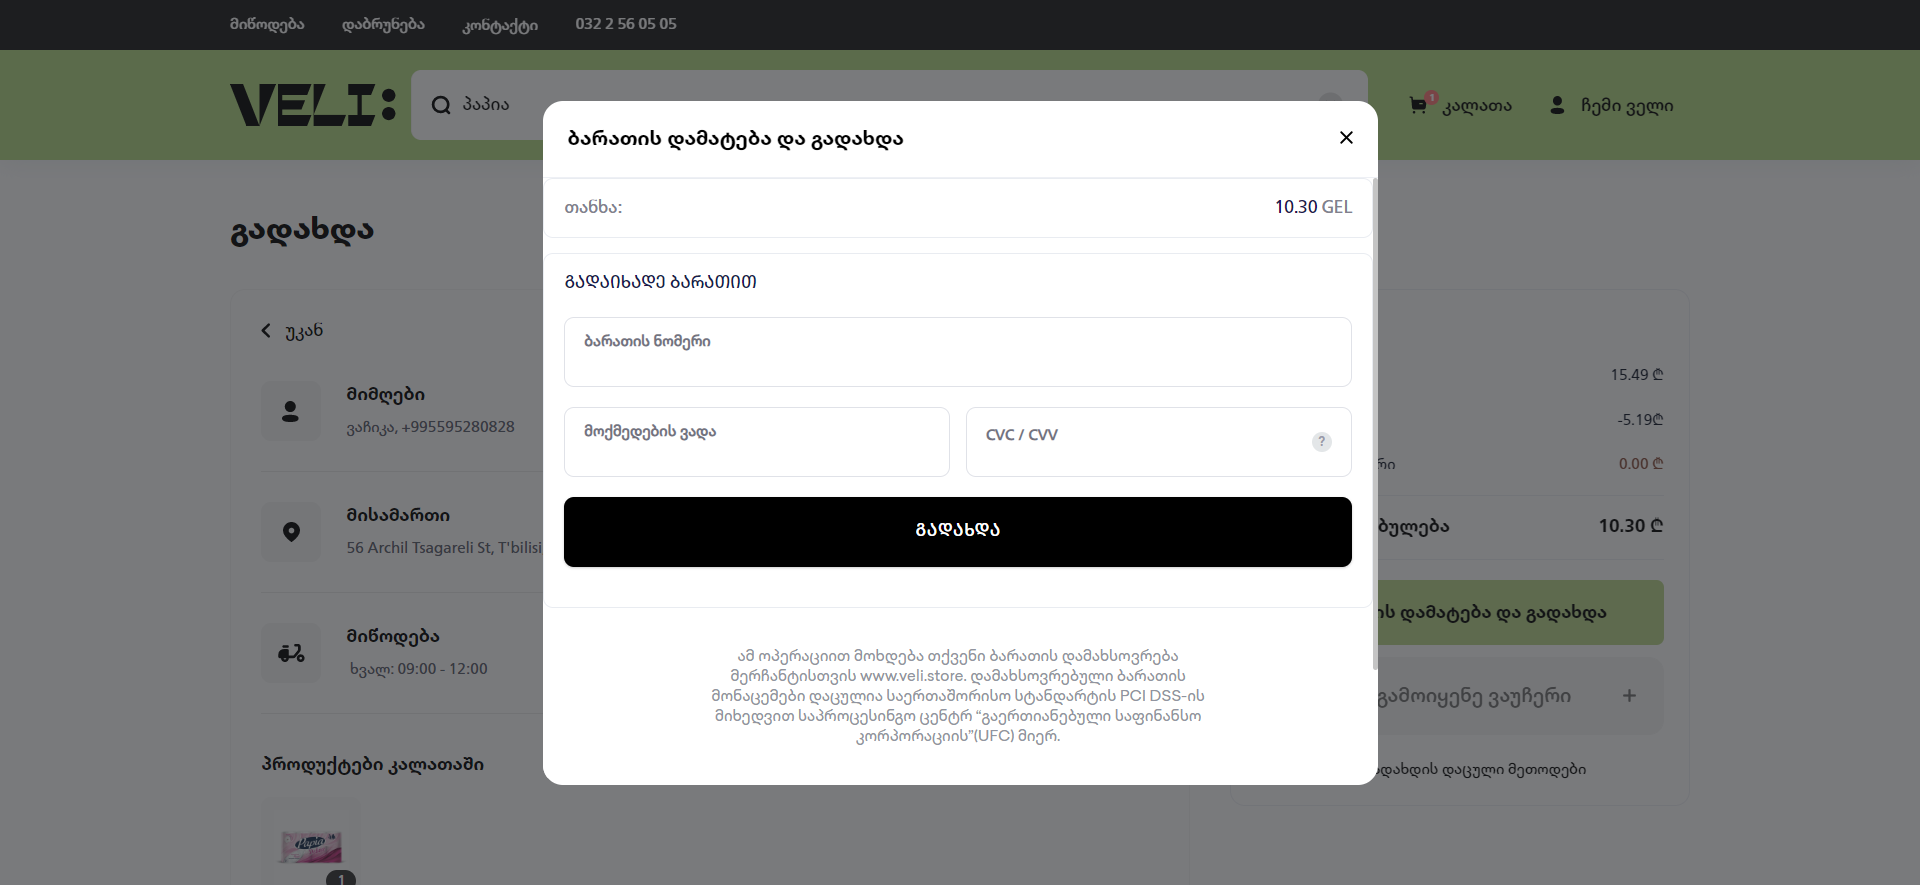 მიწოდება
დაბრუნება
კონტაქტი
032 2 56 05 05
VELI:
პაპია
1
კალათა
ჩემი ველი
გადახდა
უკან
მიმღები
ვაჩიკა, +995595280828
მისამართი
56 Archil Tsagareli St, T'bilisi
მიწოდება
ხვალ: 09:00 - 12:00
პროდუქტები კალათაში
Papia
1
ბარათის დამატება და გადახდა
თანხა:
10.30 GEL
ᲒᲐᲓᲐᲘᲮᲐᲓᲔ ᲑᲐᲠᲐᲗᲘᲗ
ბარათის ნომერი
მოქმედების ვადა
CVC / CVV
?
ᲒᲐᲓᲐᲮᲓᲐ
ამ ოპერაციით მოხდება თქვენი ბარათის დამახსოვრება
მერჩანტისთვის www.veli.store. დამახსოვრებული ბარათის
მონაცემები დაცულია საერთაშორისო სტანდარტის PCI DSS-ის
მიხედვით საპროცესინგო ცენტრ “გაერთიანებული საფინანსო
კორპორაციის”(UFC) მიერ.
15.49 ₾
-5.19₾
რი
0.00 ₾
ბულება
10.30 ₾
ის დამატება და გადახდა
გამოიყენე ვაუჩერი
+
დახდის დაცული მეთოდები